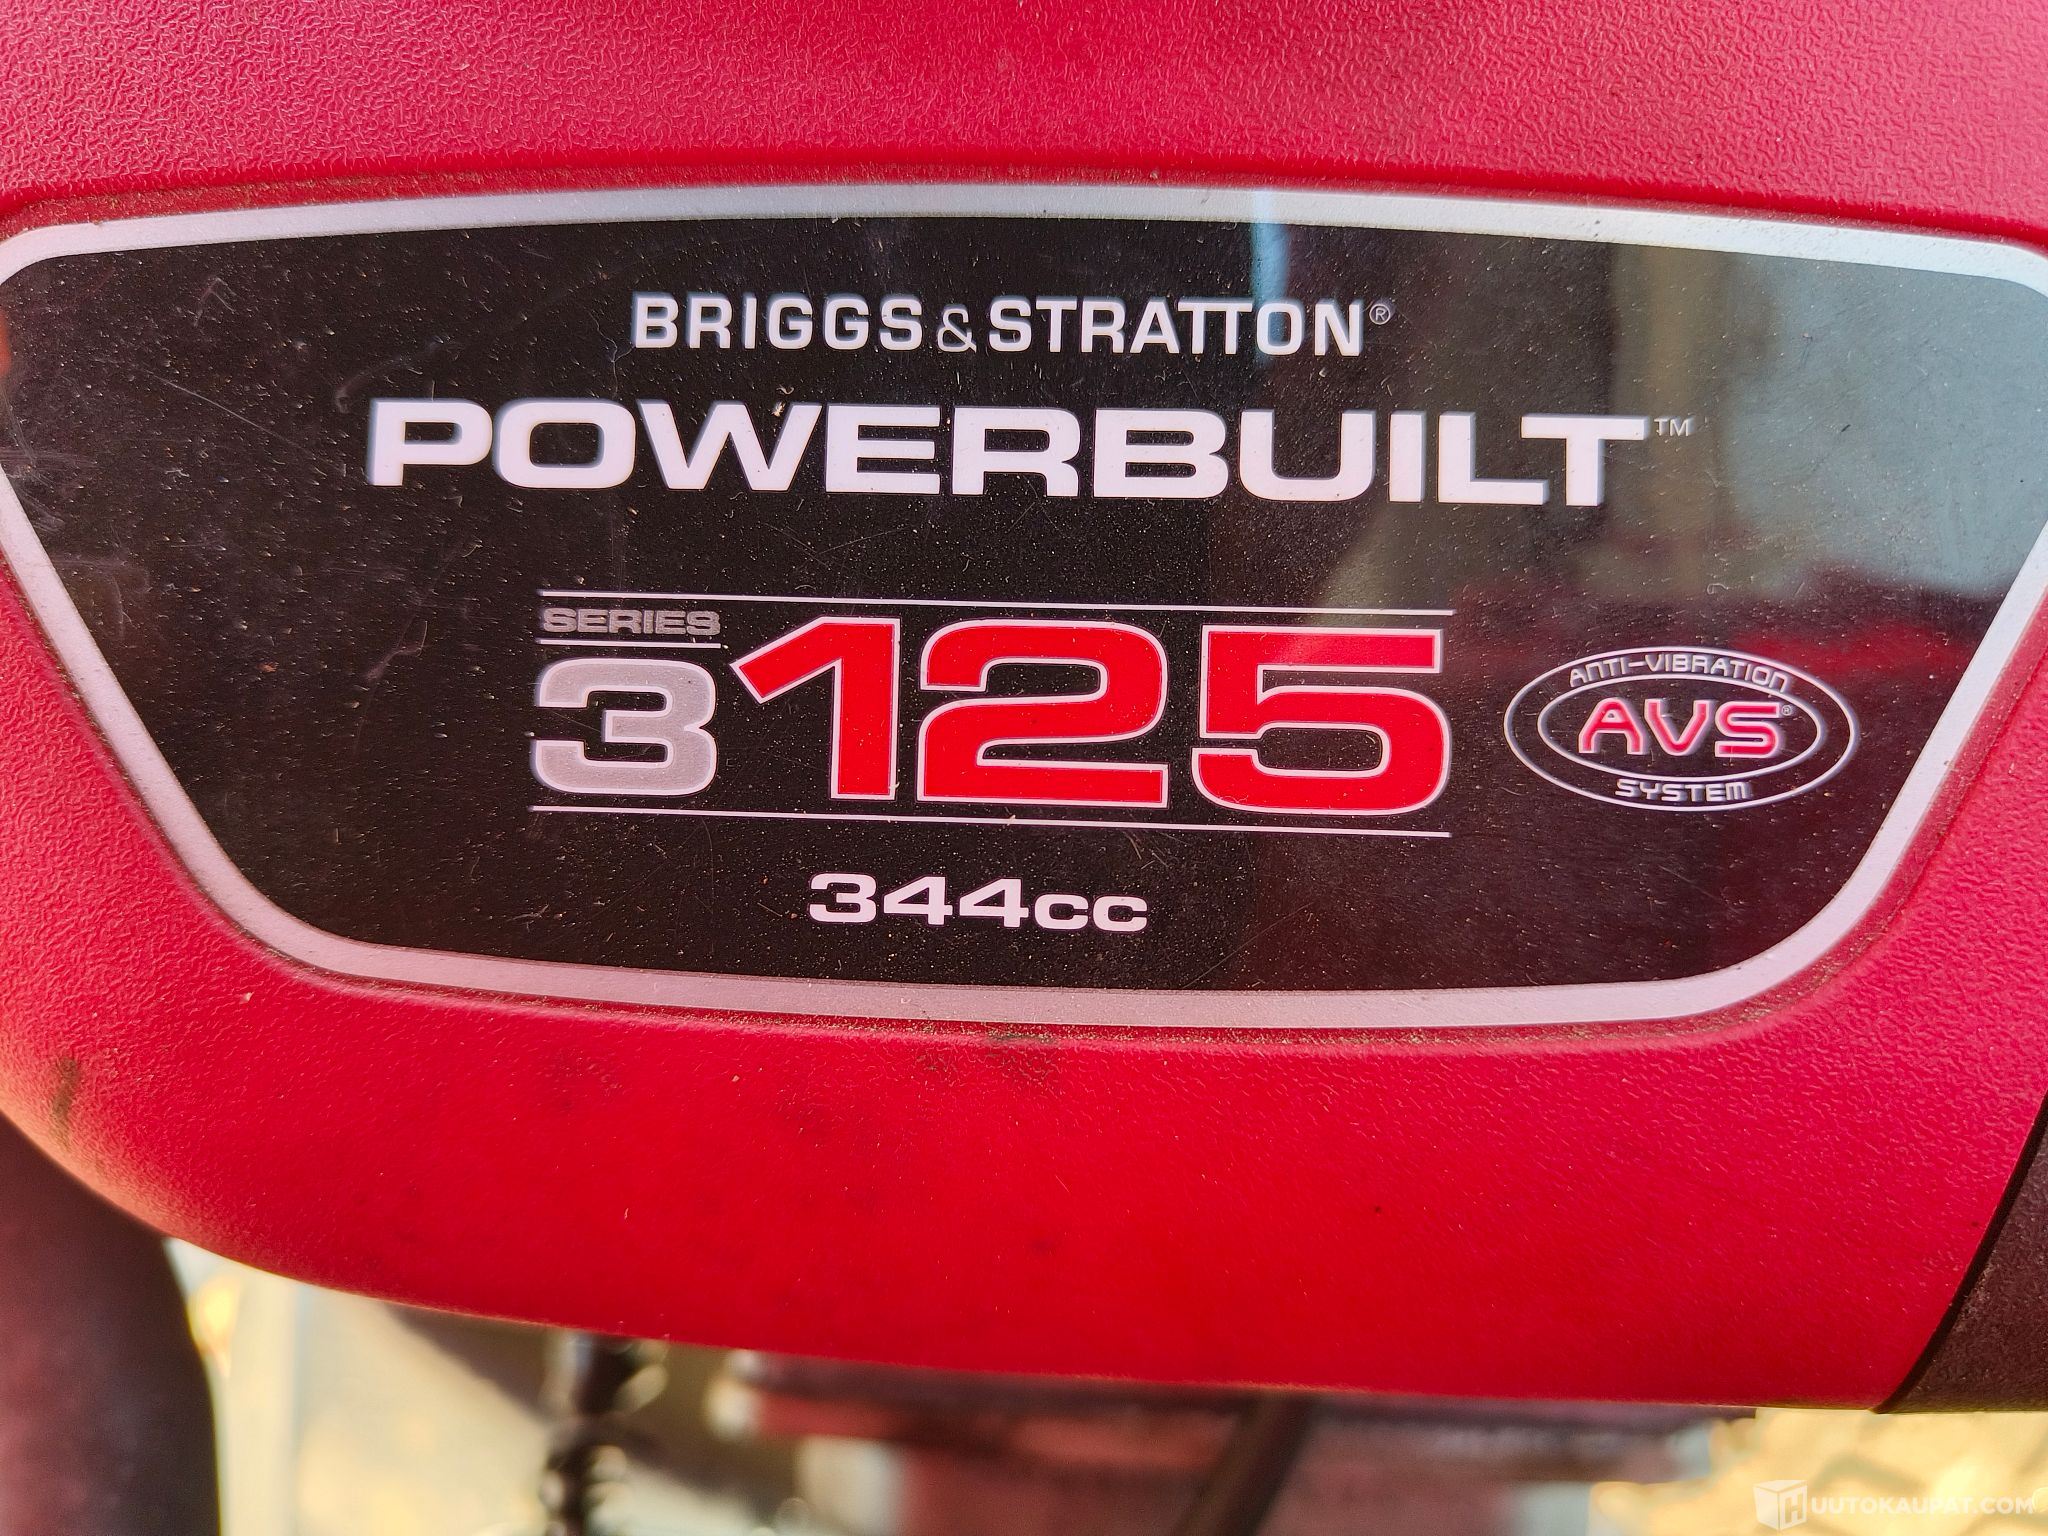 BRIGGS & STRATTON®
POWERBUILT™
SERIES
3125
ANTI-VIBRATION
AVS®
SYSTEM
344cc
HUUTOKAUPAT.COM